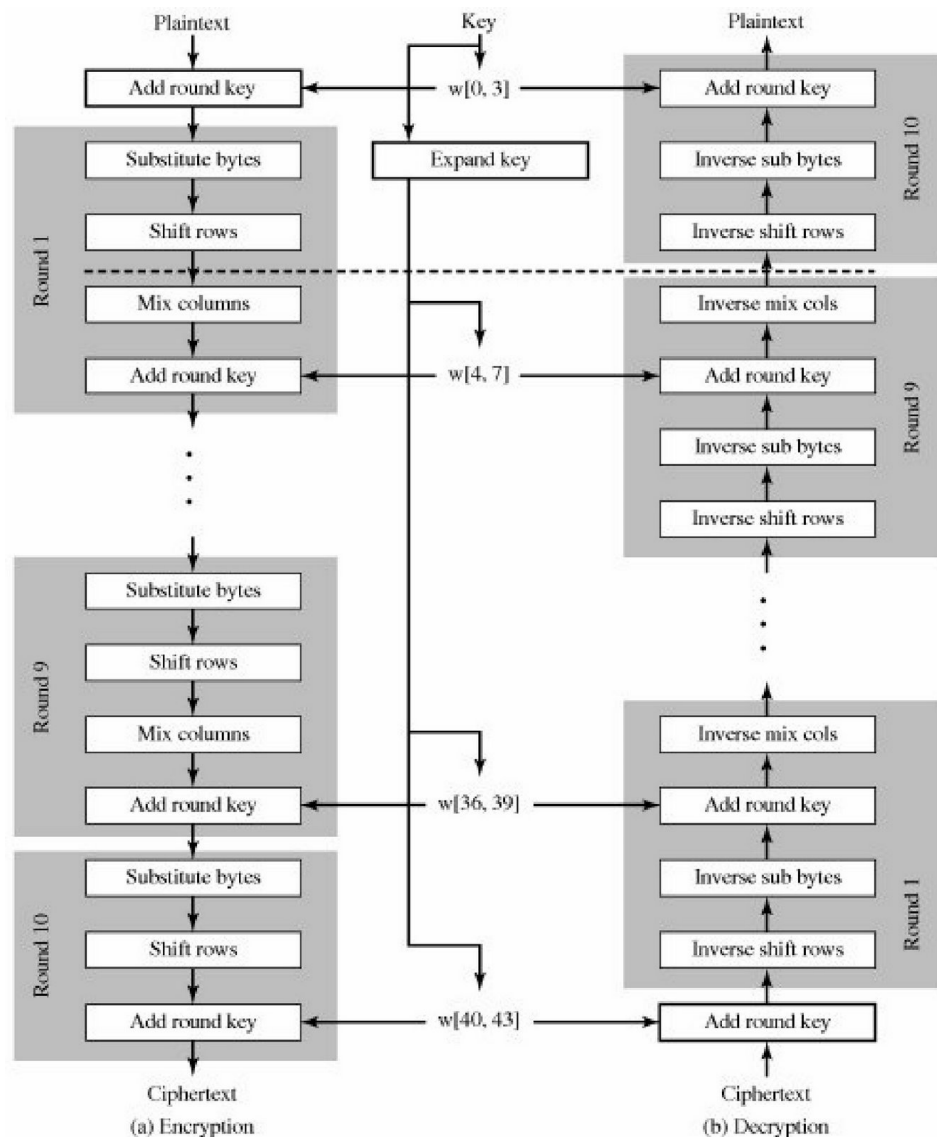 Plaintext
Key
Plaintext
Add round key
w[0, 3]
Add round key
Round 1
Substitute bytes
Expand key
Inverse sub bytes
Round 10
Shift rows
Inverse shift rows
Mix columns
Inverse mix cols
Add round key
w[4, 7]
Add round key
Round 9
Inverse sub bytes
Inverse shift rows
Round 9
Substitute bytes
Shift rows
Mix columns
Inverse mix cols
Add round key
w[36, 39]
Add round key
Round 10
Substitute bytes
Inverse sub bytes
Round 1
Shift rows
Inverse shift rows
Add round key
w[40, 43]
Add round key
Ciphertext
Ciphertext
(a) Encryption
(b) Decryption